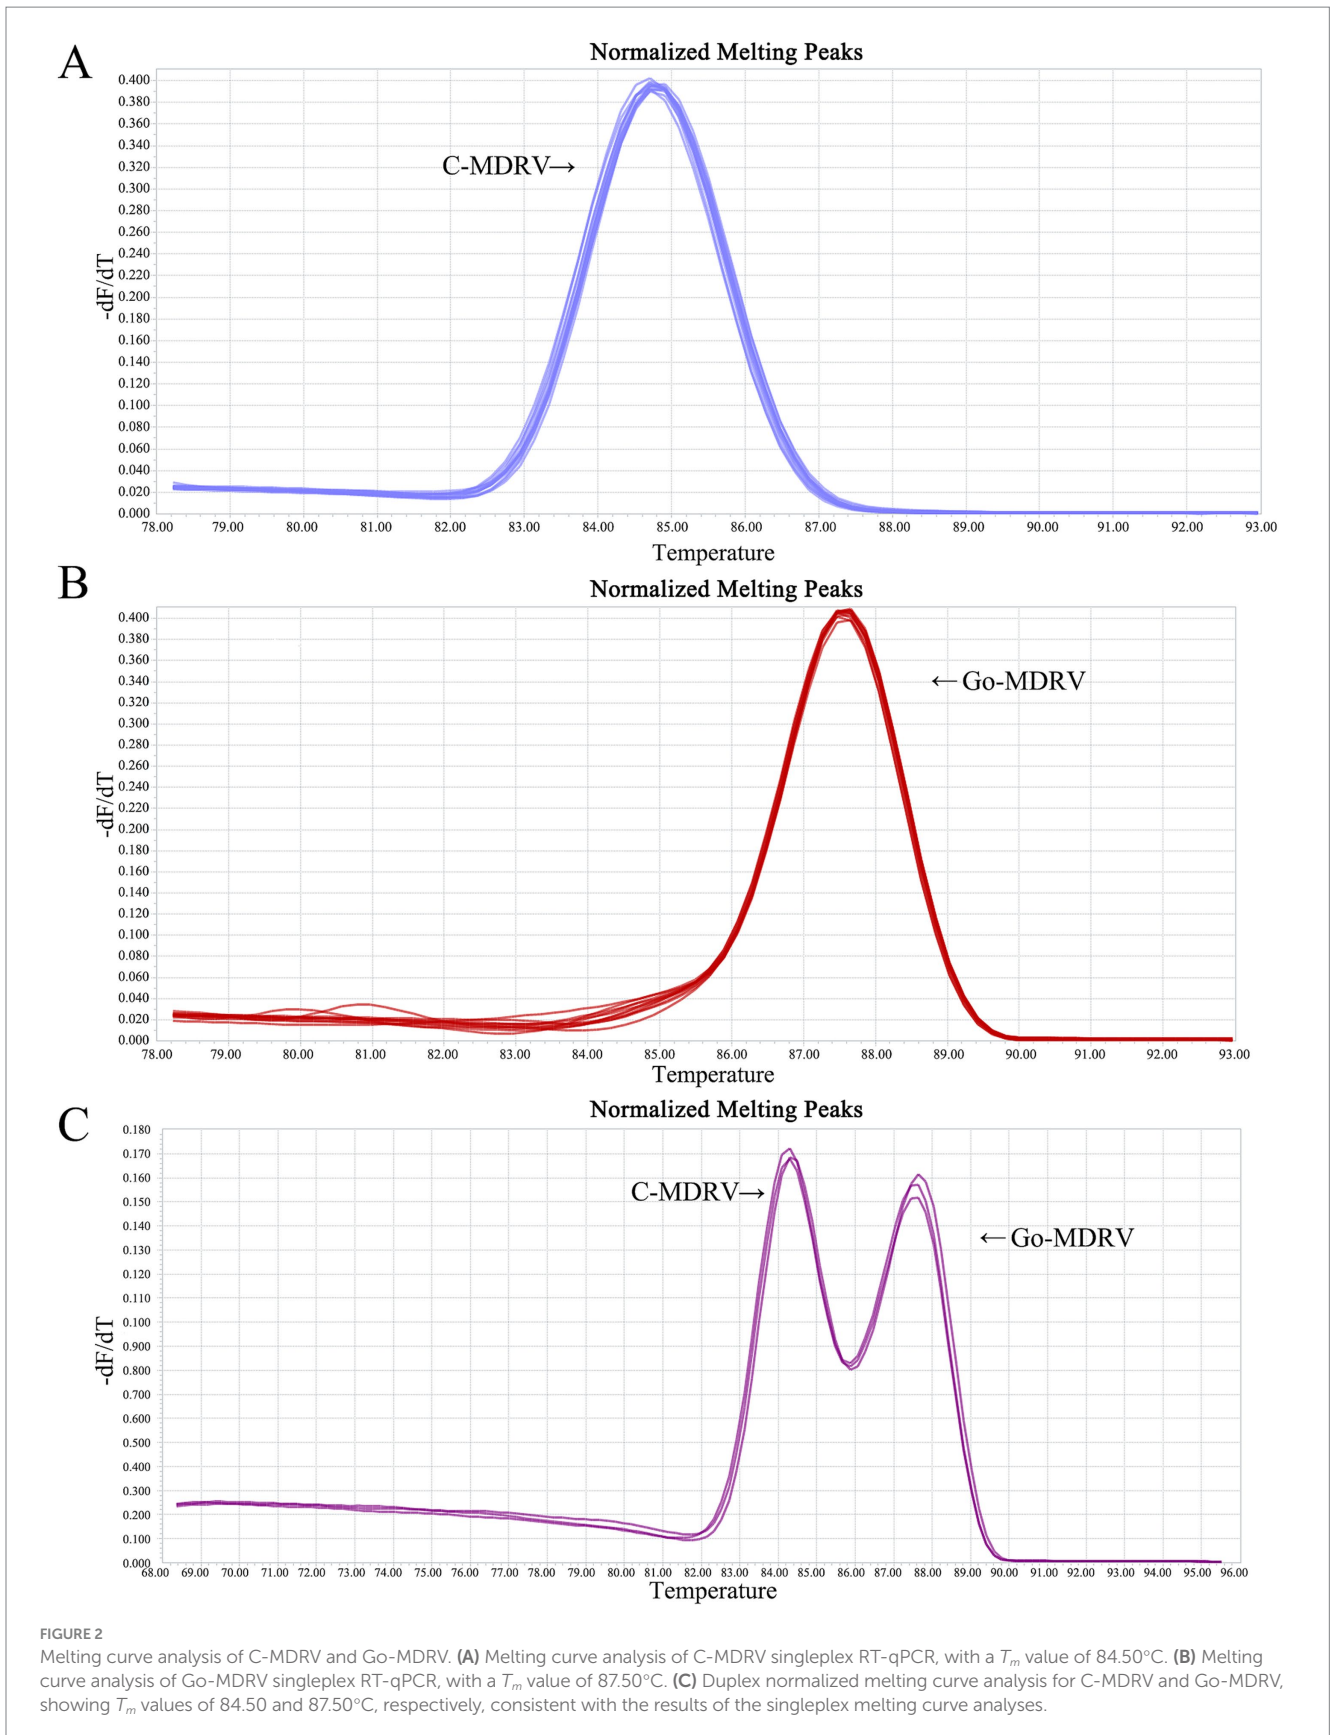 A
Normalized Melting Peaks
0.400
0.380
0.360
0.340
0.320
0.300
0.280
0.260
0.240
0.220
0.200
0.180
0.160
0.140
0.120
0.100
0.080
0.060
0.040
0.020
0.000
-dF/dT
C-MDRV→
78.00 79.00 80.00 81.00 82.00 83.00 84.00 85.00 86.00 87.00 88.00 89.00 90.00 91.00 92.00 93.00
Temperature
B
Normalized Melting Peaks
0.400
0.380
0.360
0.340
0.320
0.300
0.280
0.260
0.240
0.220
0.200
0.180
0.160
0.140
0.120
0.100
0.080
0.060
0.040
0.020
0.000
-dF/dT
←Go-MDRV
78.00 79.00 80.00 81.00 82.00 83.00 84.00 85.00 86.00 87.00 88.00 89.00 90.00 91.00 92.00 93.00
Temperature
C
Normalized Melting Peaks
0.180
0.170
0.160
0.150
0.140
0.130
0.120
0.110
0.100
0.900
0.800
0.700
0.600
0.500
0.400
0.300
0.200
0.100
0.000
-dF/dT
C-MDRV→
←Go-MDRV
68.00 69.00 70.00 71.00 72.00 73.00 74.00 75.00 76.00 77.00 79.00 80.00 81.00 82.00 83.00 84.00 85.00 86.00 87.00 89.00 90.00 91.00 92.00 93.00 94.00 95.00 96.00
Temperature
FIGURE 2
Melting curve analysis of C-MDRV and Go-MDRV. (A) Melting curve analysis of C-MDRV singleplex RT-qPCR, with a Tm value of 84.50°C. (B) Melting
curve analysis of Go-MDRV singleplex RT-qPCR, with a Tm value of 87.50°C. (C) Duplex normalized melting curve analysis for C-MDRV and Go-MDRV,
showing Tm values of 84.50 and 87.50°C, respectively, consistent with the results of the singleplex melting curve analyses.